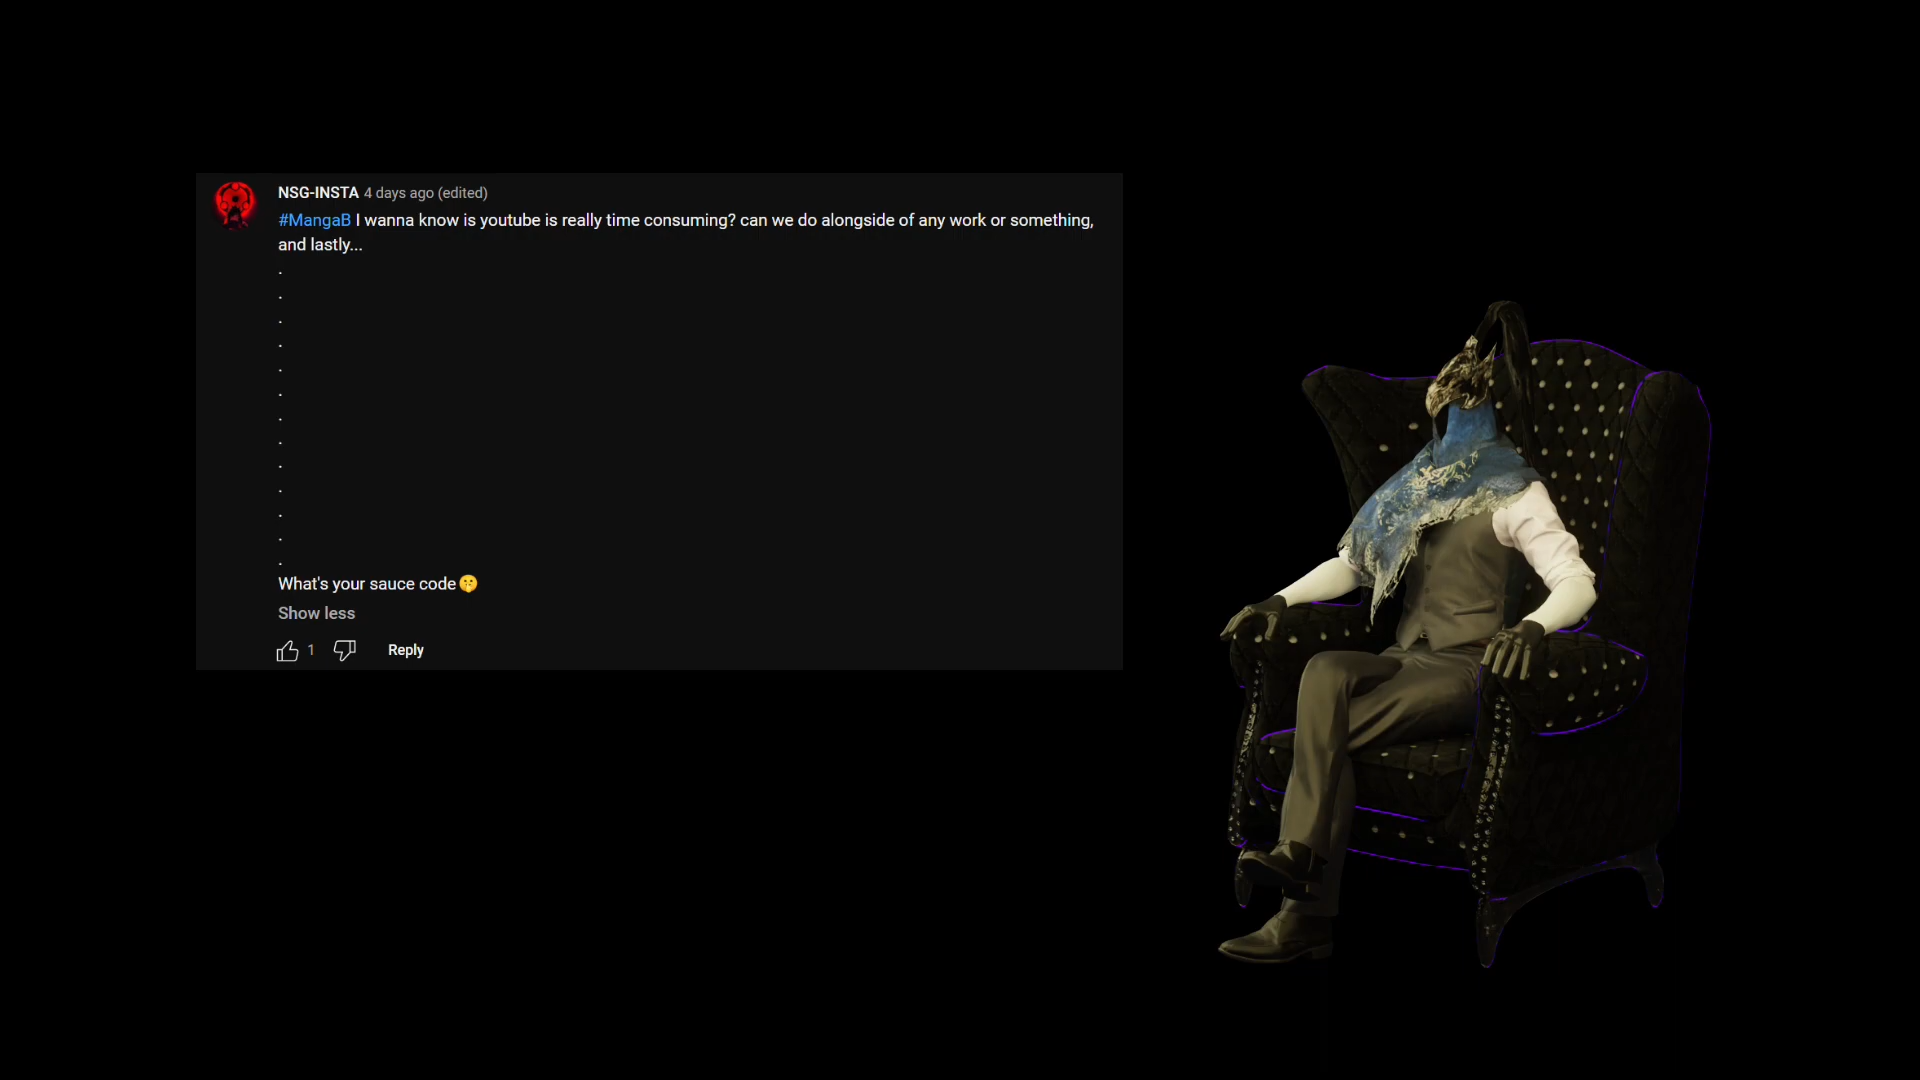 NSG-INSTA 4 days ago (edited)
#MangaB I wanna know is youtube is really time consuming? can we do alongside of any work or something,
and lastly...
.
.
.
.
.
.
.
.
.
.
.
.
.
What's your sauce code🤫
Show less
1 Reply